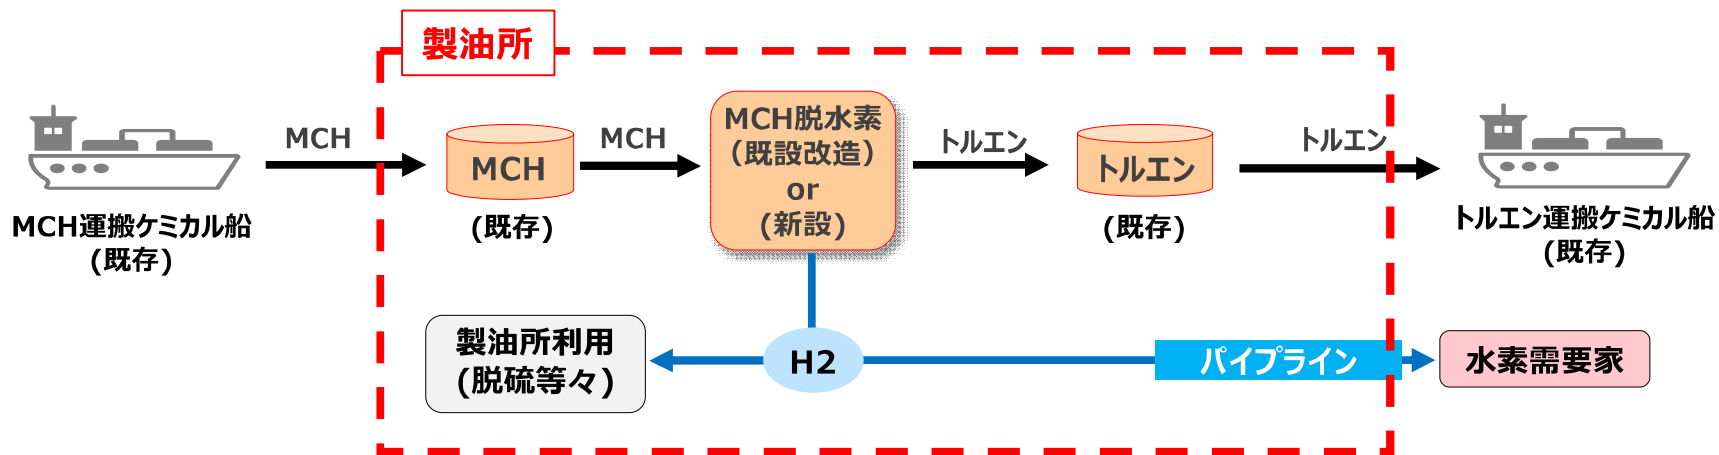 製油所
MCH
MCH
MCH
MCH脱水素
(既設改造)
or
(新設)
トルエン
トルエン
トルエン
MCH運搬ケミカル船
(既存)
(既存)
(既存)
トルエン運搬ケミカル船
(既存)
製油所利用
(脱硫等々)
H2
パイプライン
水素需要家